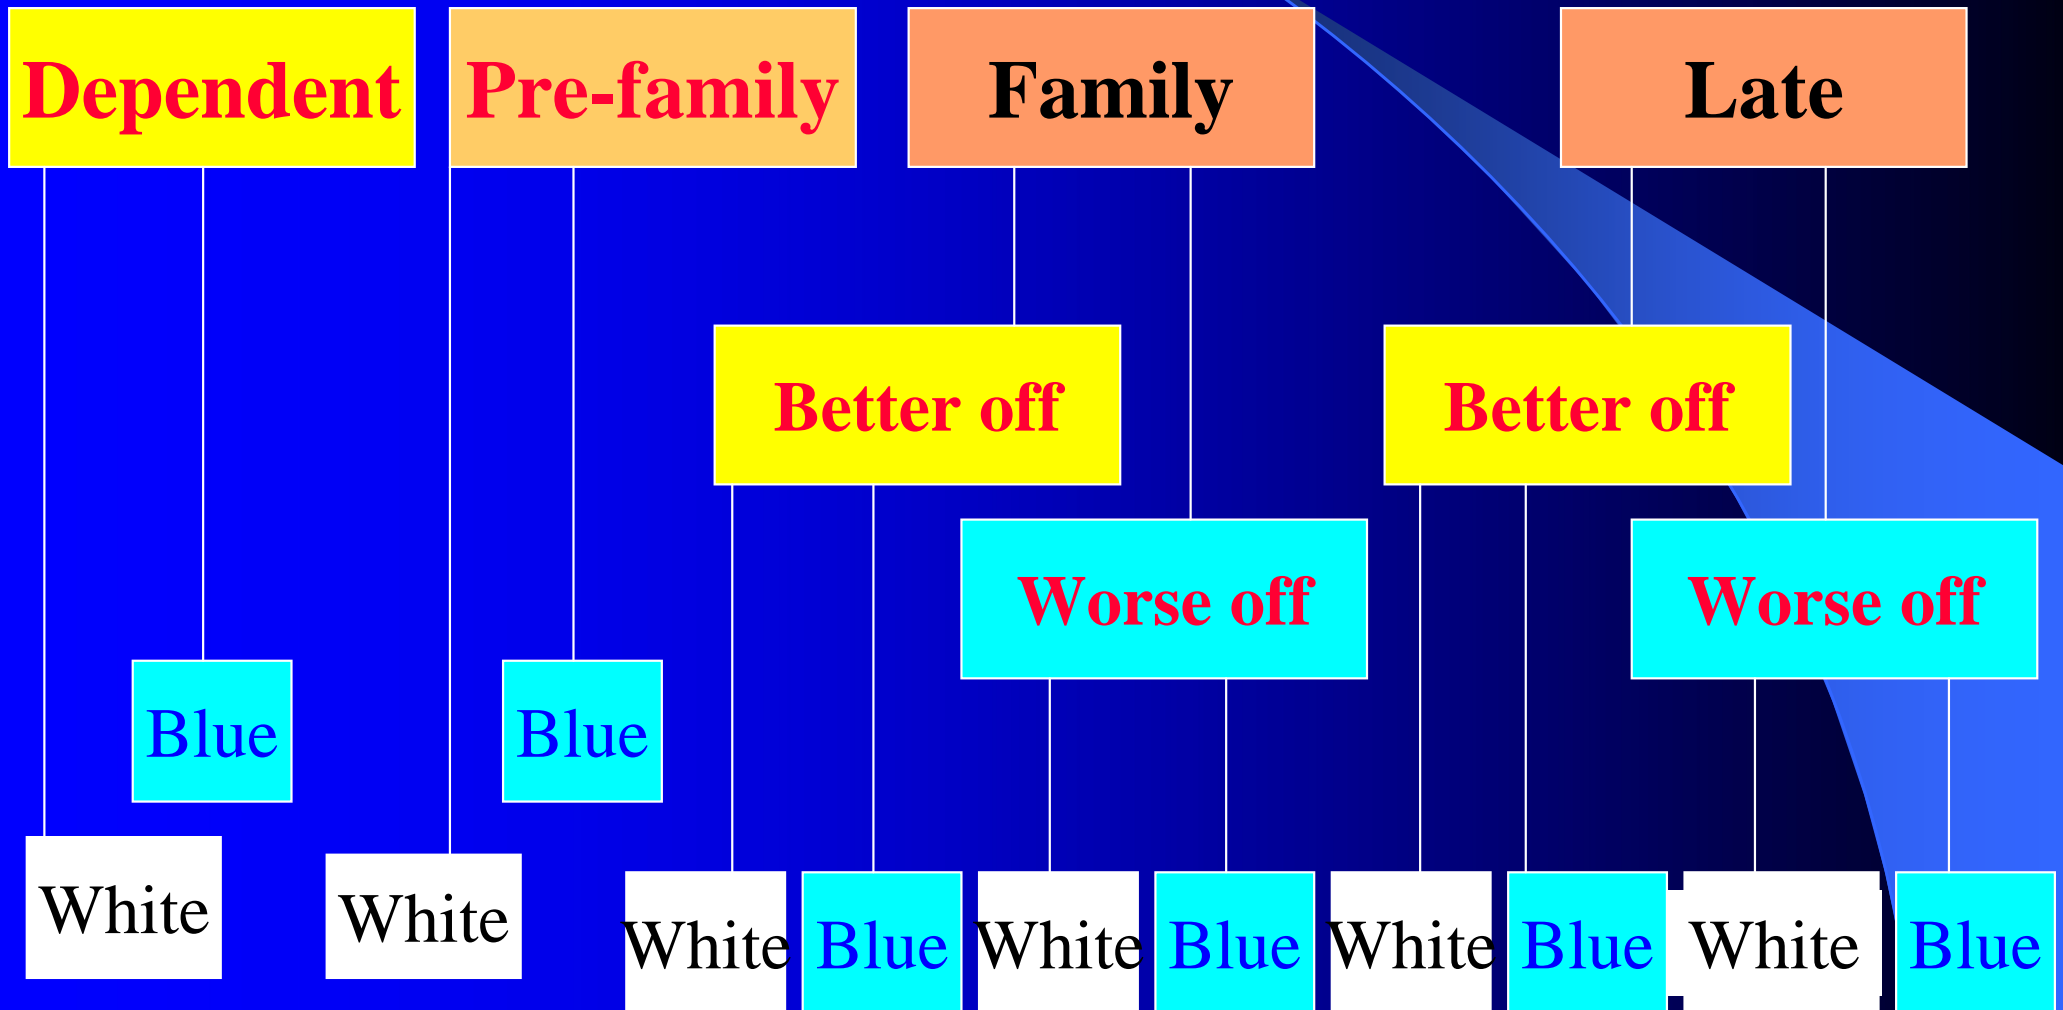 Dependent
Pre-family
Family
Late
Better off
Better off
Worse off
Worse off
Blue
Blue
White
White
White
Blue
White
Blue
White
Blue
White
Blue